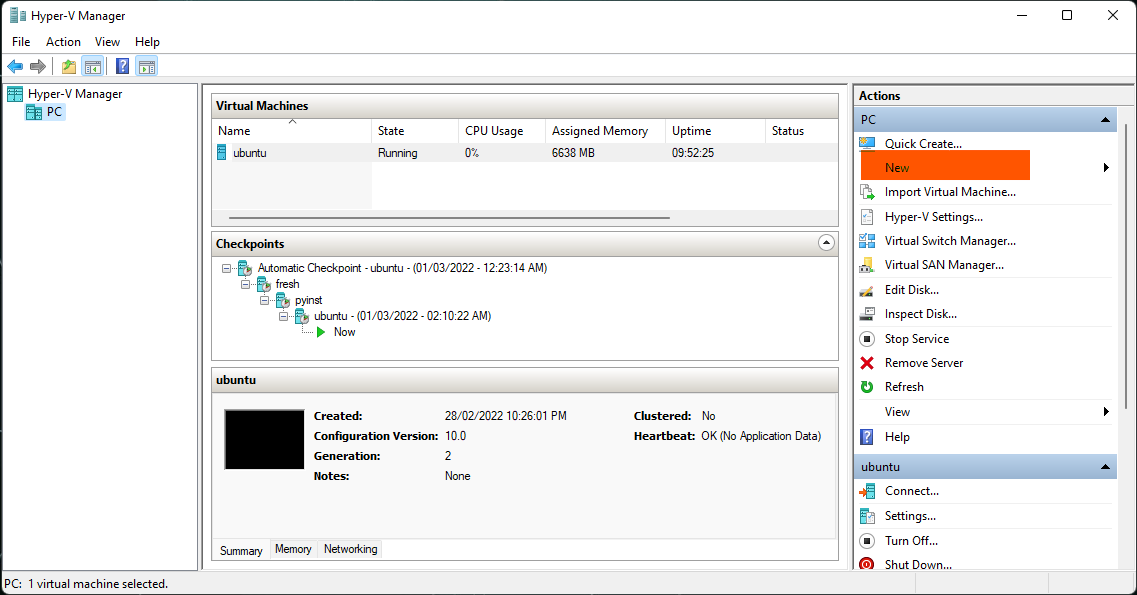 Hyper-V Manager
File Action View Help
Hyper-V Manager
PC
Virtual Machines
Name State CPU Usage Assigned Memory Uptime Status
ubuntu Running 0% 6638 MB 09:52:25
Checkpoints
Automatic Checkpoint - ubuntu - (01/03/2022 - 12:23:14 AM)
fresh
pyinst
ubuntu - (01/03/2022 - 02:10:22 AM)
Now
ubuntu
Created: 28/02/2022 10:26:01 PM Clustered: No
Configuration Version: 10.0 Heartbeat: OK (No Application Data)
Generation: 2
Notes: None
Summary Memory Networking
Actions
PC
Quick Create...
New
Import Virtual Machine...
Hyper-V Settings...
Virtual Switch Manager...
Virtual SAN Manager...
Edit Disk...
Inspect Disk...
Stop Service
Remove Server
Refresh
View
Help
ubuntu
Connect...
Settings...
Turn Off...
Shut Down...
PC: 1 virtual machine selected.